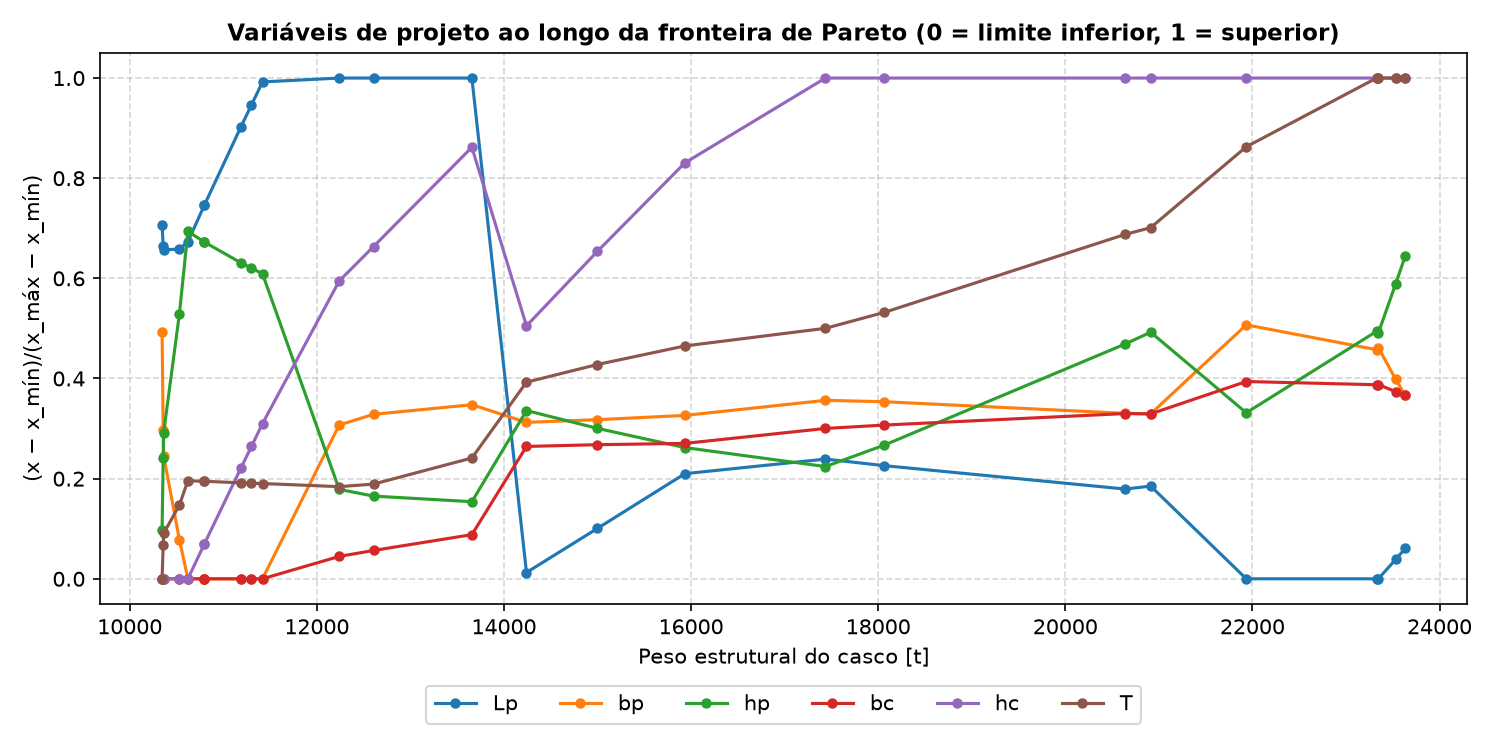 Variáveis de projeto ao longo da fronteira de Pareto (0 = limite inferior, 1 = superior)
(x − x_mín)/(x_máx − x_mín)
1.0
0.8
0.6
0.4
0.2
0.0
10000 12000 14000 16000 18000 20000 22000 24000
Peso estrutural do casco [t]
Lp bp hp bc hc T